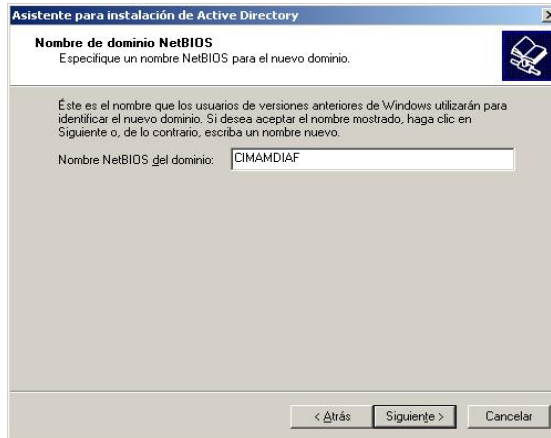 Asistente para instalación de Active Directory
Nombre de dominio NetBIOS
Especifique un nombre NetBIOS para el nuevo dominio.
Éste es el nombre que los usuarios de versiones anteriores de Windows utilizarán para
identificar el nuevo dominio. Si desea aceptar el nombre mostrado, haga clic en
Siguiente o, de lo contrario, escriba un nombre nuevo.
Nombre NetBIOS del dominio: CIMAMDIAF
< Atrás Siguiente > Cancelar